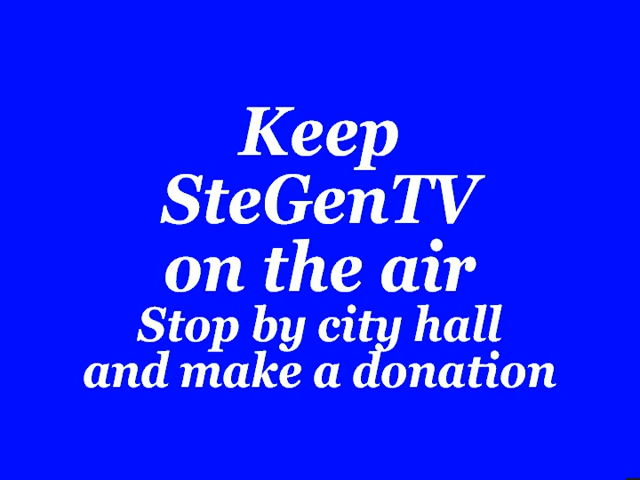 Keep
SteGenTV
on the air
Stop by city hall
and make a donation